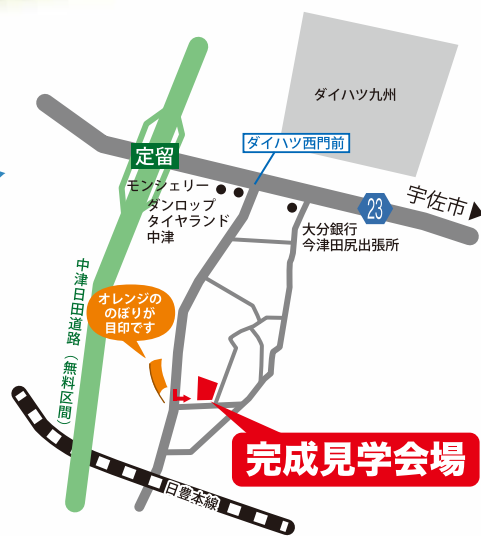 ダイハツ九州
ダイハツ西門前
定留
モンシェリー
ダンロップ
タイヤランド
中津
23
宇佐市
大分銀行
今津田尻出張所
中津日田道路（無料区間）
オレンジの
のぼりが
目印です
完成見学会場
日豊本線